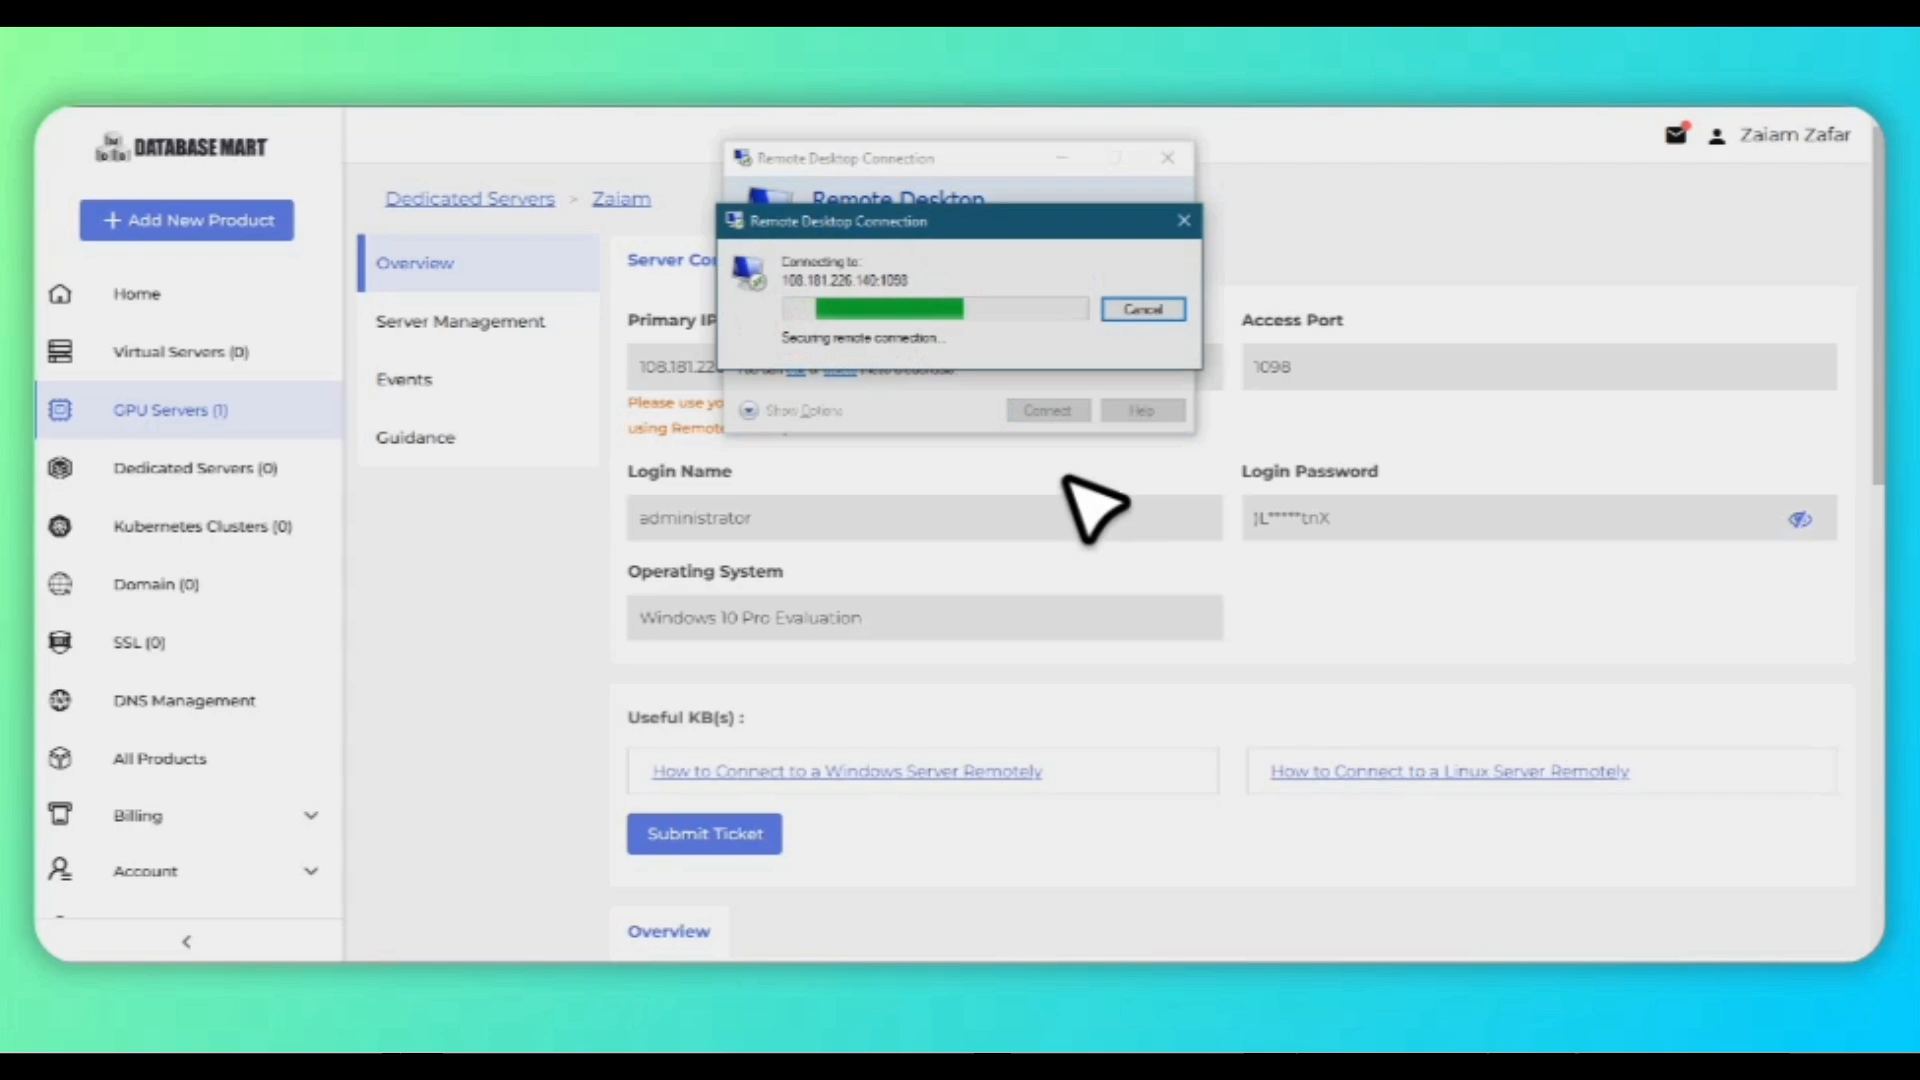 DATABASE MART
Zaiam Zafar
+ Add New Product
Home
Virtual Servers (0)
GPU Servers (1)
Dedicated Servers (0)
Kubernetes Clusters (0)
Domain (0)
SSL (0)
DNS Management
All Products
Billing
Account
Dedicated Servers > Zaiam
Overview
Server Management
Events
Guidance
Remote Desktop Connection
Remote Desktop
Remote Desktop Connection
Connecting to:
108.181.226.140:1098
Cancel
Securing remote connection...
Show Options
Connect
Help
Server Con
Primary IP
Access Port
108.181.226
1098
Please use yo
using Remote
Login Name
Login Password
administrator
]L*****tnX
Operating System
Windows 10 Pro Evaluation
Useful KB(s) :
How to Connect to a Windows Server Remotely
How to Connect to a Linux Server Remotely
Submit Ticket
Overview